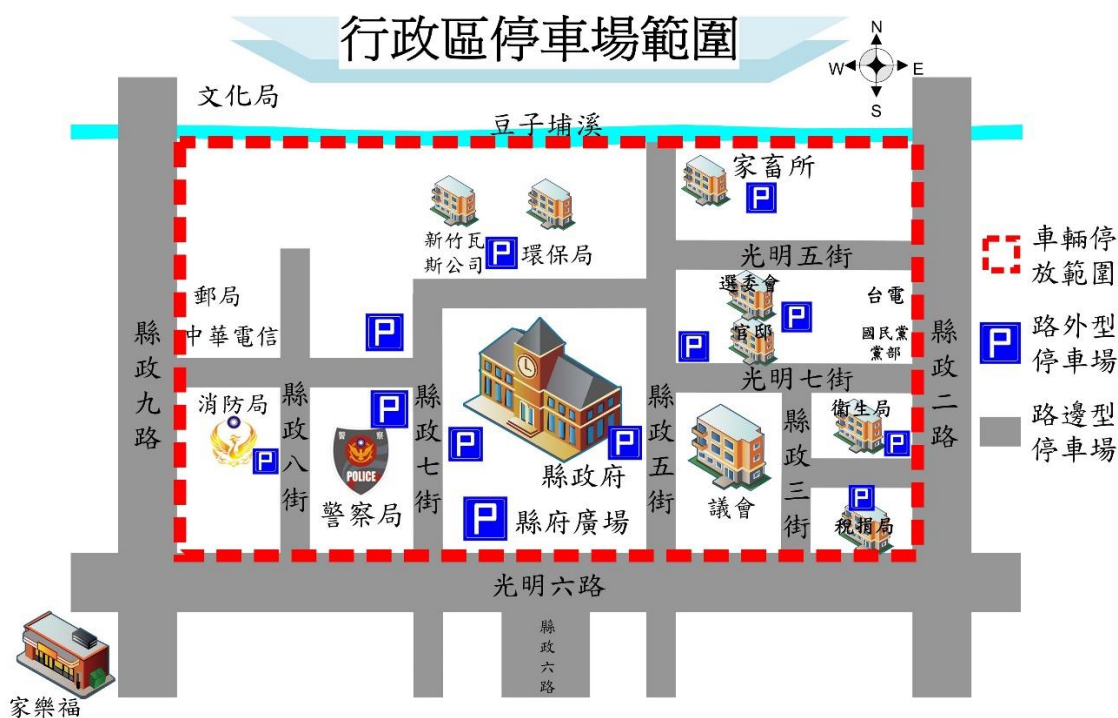 行政區停車場範圍
N
W
E
S
文化局
豆子埔溪
家畜所
P
新竹瓦
斯公司
P
環保局
光明五街
車輛停
放範圍
郵局
中華電信
P
選委會
官邸
P
P
台電
國民黨
黨部
P
路外型
停車場
縣政九路
光明七街
縣政二路
消防局
P
縣政八街
P
警察
POLICE
警察局
縣政七街
P
縣政府
P
縣政五街
議會
縣政三街
衛生局
P
路邊型
停車場
P
縣府廣場
P
稅捐局
光明六路
縣政六路
家樂福